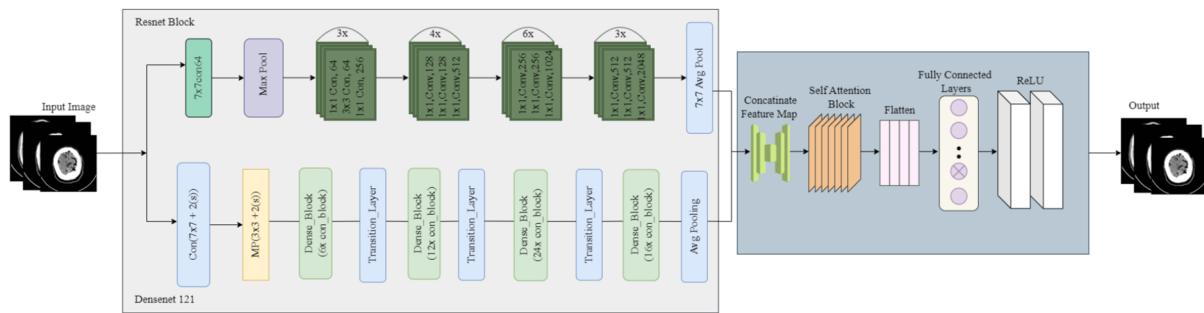 Resnet Block
Input Image
7x7con64
Max Pool
3x
1x1 Con, 64
3x3 Con, 64
1x1 Con, 256
4x
1x1,Conv,128
1x1,Conv,128
1x1,Conv,512
6x
1x1,Conv,256
1x1,Conv,256
1x1,Conv,1024
3x
1x1,Conv,512
1x1,Conv,512
1x1,Conv,2048
7x7 Avg Pool
Con(7x7 + 2(s))
MP(3x3 +2(s))
Dense_Block
(6x con_block)
Transition_Layer
Dense_Block
(12x con_block)
Transition_Layer
Dense_Block
(24x con_block)
Transition_Layer
Dense_Block
(16x con_block)
Avg Pooling
Densenet 121
Concatinate
Feature Map
Self Attention
Block
Flatten
Fully Connected
Layers
ReLU
Output